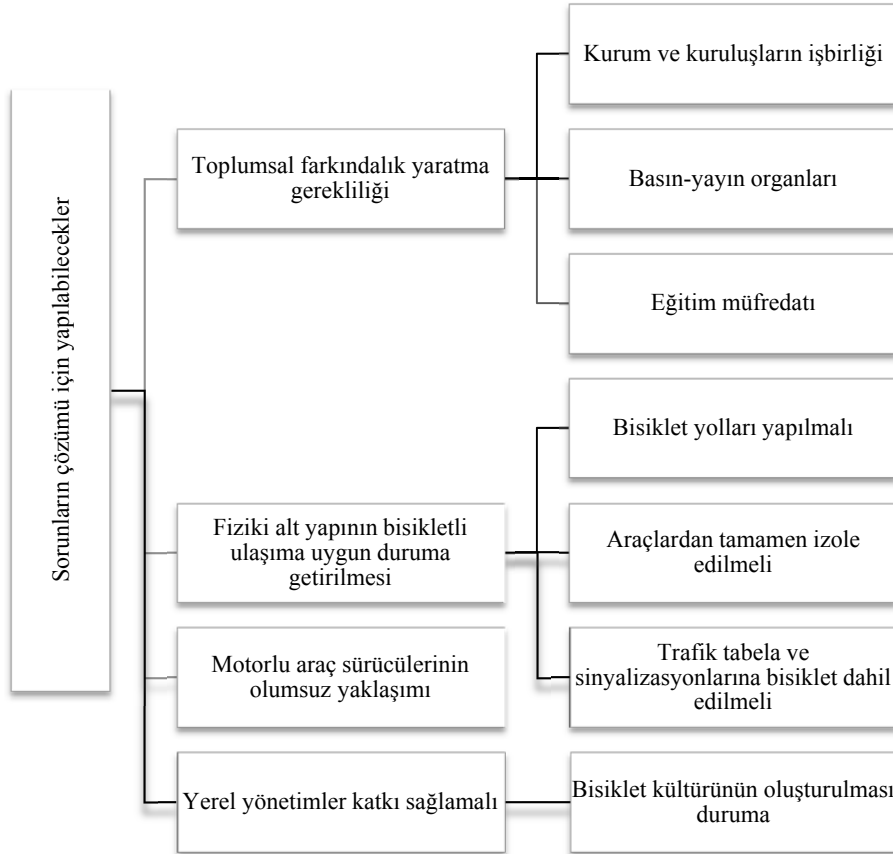 Sorunların çözümü için yapılabilecekler
Toplumsal farkındalık yaratma
gerekliliği
Kurum ve kuruluşların işbirliği
Basın-yayın organları
Eğitim müfredatı
Fiziki alt yapının bisikletli
ulaşıma uygun duruma
getirilmesi
Bisiklet yolları yapılmalı
Araçlardan tamamen izole
edilmeli
Trafik tabela ve
sinyalizasyonlarına bisiklet dahil
edilmeli
Motorlu araç sürücülerinin
olumsuz yaklaşımı
Yerel yönetimler katkı sağlamalı
Bisiklet kültürünün oluşturulması
duruma